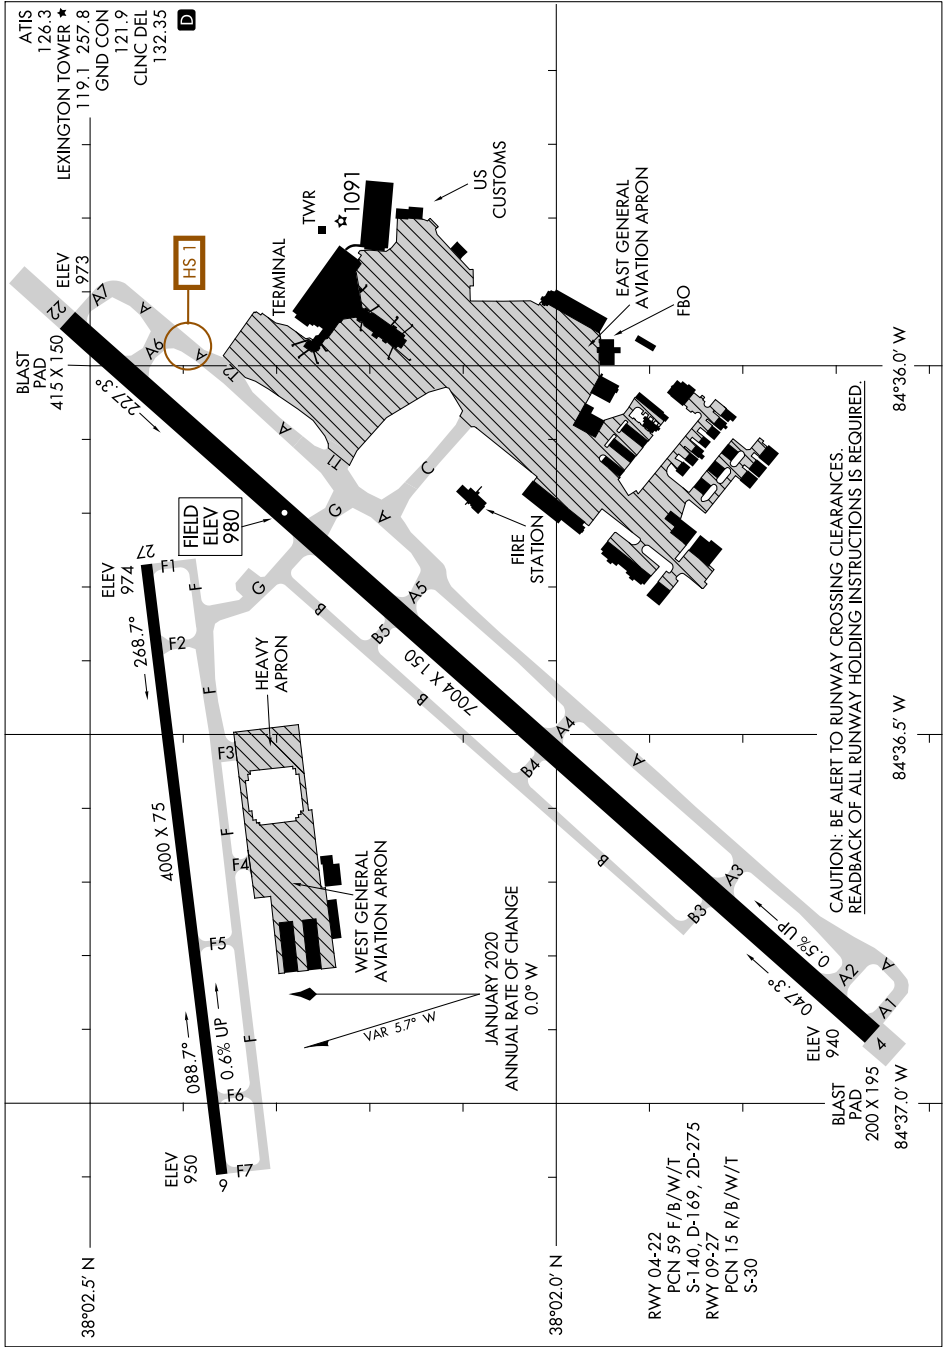 ATIS
126.3
LEXINGTON TOWER ★
119.1 257.8
GND CON
121.9
CLNC DEL
132.35
D
HS 1
ELEV
973
22
BLAST
PAD
415 X 150
227.3°
A7
A
A6
A
T2
A
T1
TERMINAL
TWR
1091
US
CUSTOMS
EAST GENERAL
AVIATION APRON
FBO
FIELD
ELEV
980
G
A
C
FIRE
STATION
ELEV
974
27
F1
F
F2
268.7°
G
B
B5
A5
7004 X 150
HEAVY
APRON
F
F3
F
F4
4000 X 75
B
B4
A4
A
B
B3
A3
WEST GENERAL
AVIATION APRON
F5
F
F6
F7
088.7°
0.6% UP
ELEV
950
9
VAR 5.7° W
JANUARY 2020
ANNUAL RATE OF CHANGE
0.0° W
047.3°
0.5% UP
A2
A
A1
4
ELEV
940
BLAST
PAD
200 X 195
CAUTION: BE ALERT TO RUNWAY CROSSING CLEARANCES.
READBACK OF ALL RUNWAY HOLDING INSTRUCTIONS IS REQUIRED.
RWY 04-22
PCN 59 F/B/W/T
S-140, D-169, 2D-275
RWY 09-27
PCN 15 R/B/W/T
S-30
38°02.5' N
38°02.0' N
84°37.0' W
84°36.5' W
84°36.0' W